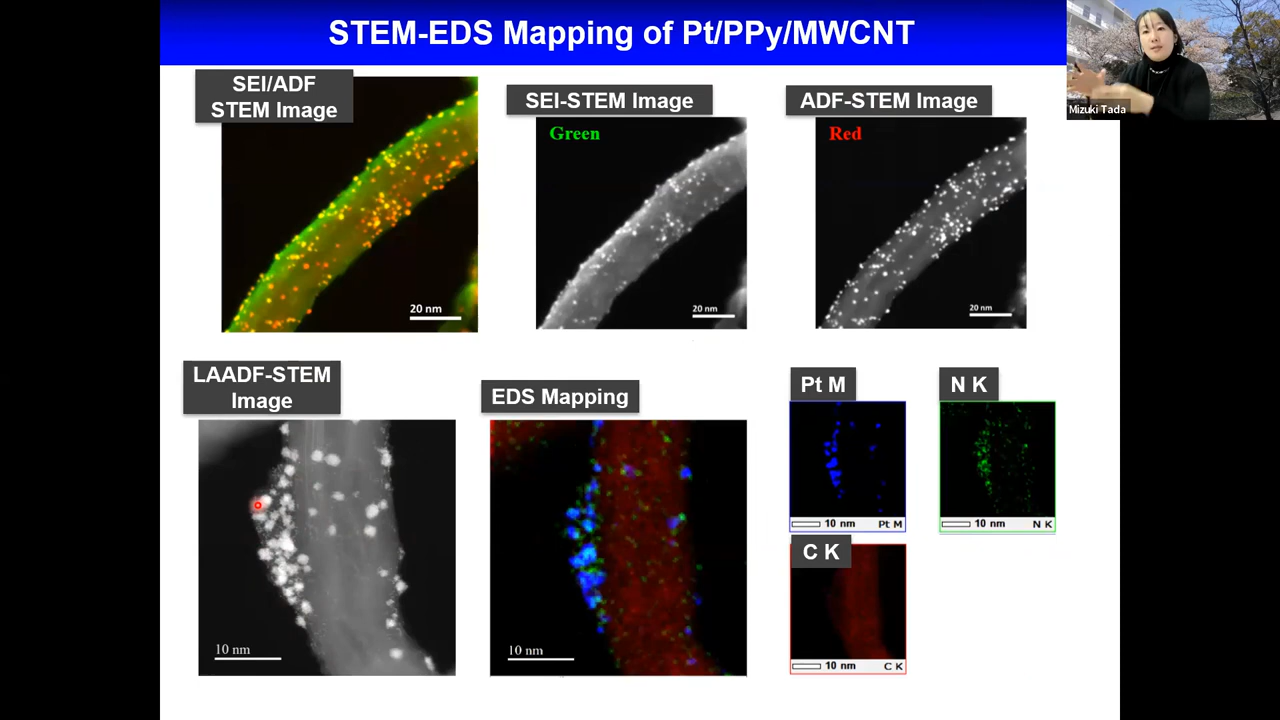 STEM-EDS Mapping of Pt/PPy/MWCNT
Mizuki Tada
SEI/ADF
STEM Image
SEI-STEM Image
ADF-STEM Image
Green
Red
20 nm
20 nm
20 nm
LAADF-STEM
Image
EDS Mapping
Pt M
N K
10 nm
Pt M
10 nm
N K
C K
10 nm
10 nm
10 nm
C K